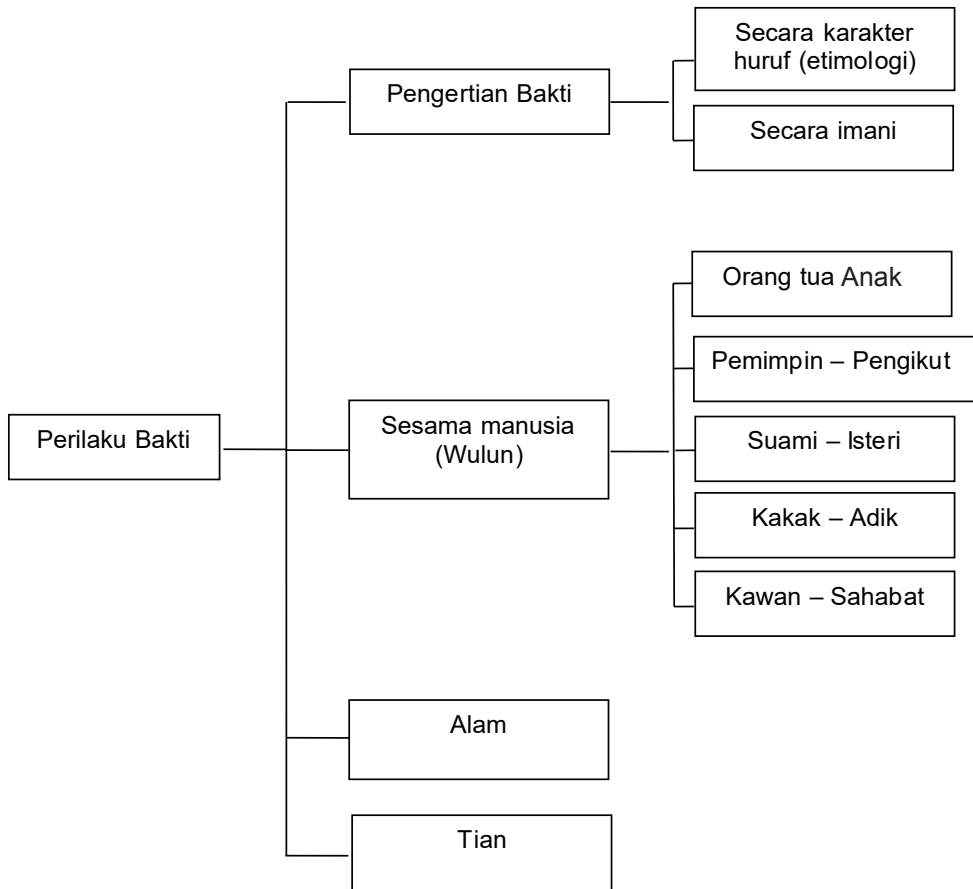 Perilaku Bakti
Pengertian Bakti
Secara karakter
huruf (etimologi)
Secara imani
Sesama manusia
(Wulun)
Orang tua Anak
Pemimpin – Pengikut
Suami – Isteri
Kakak – Adik
Kawan – Sahabat
Alam
Tian